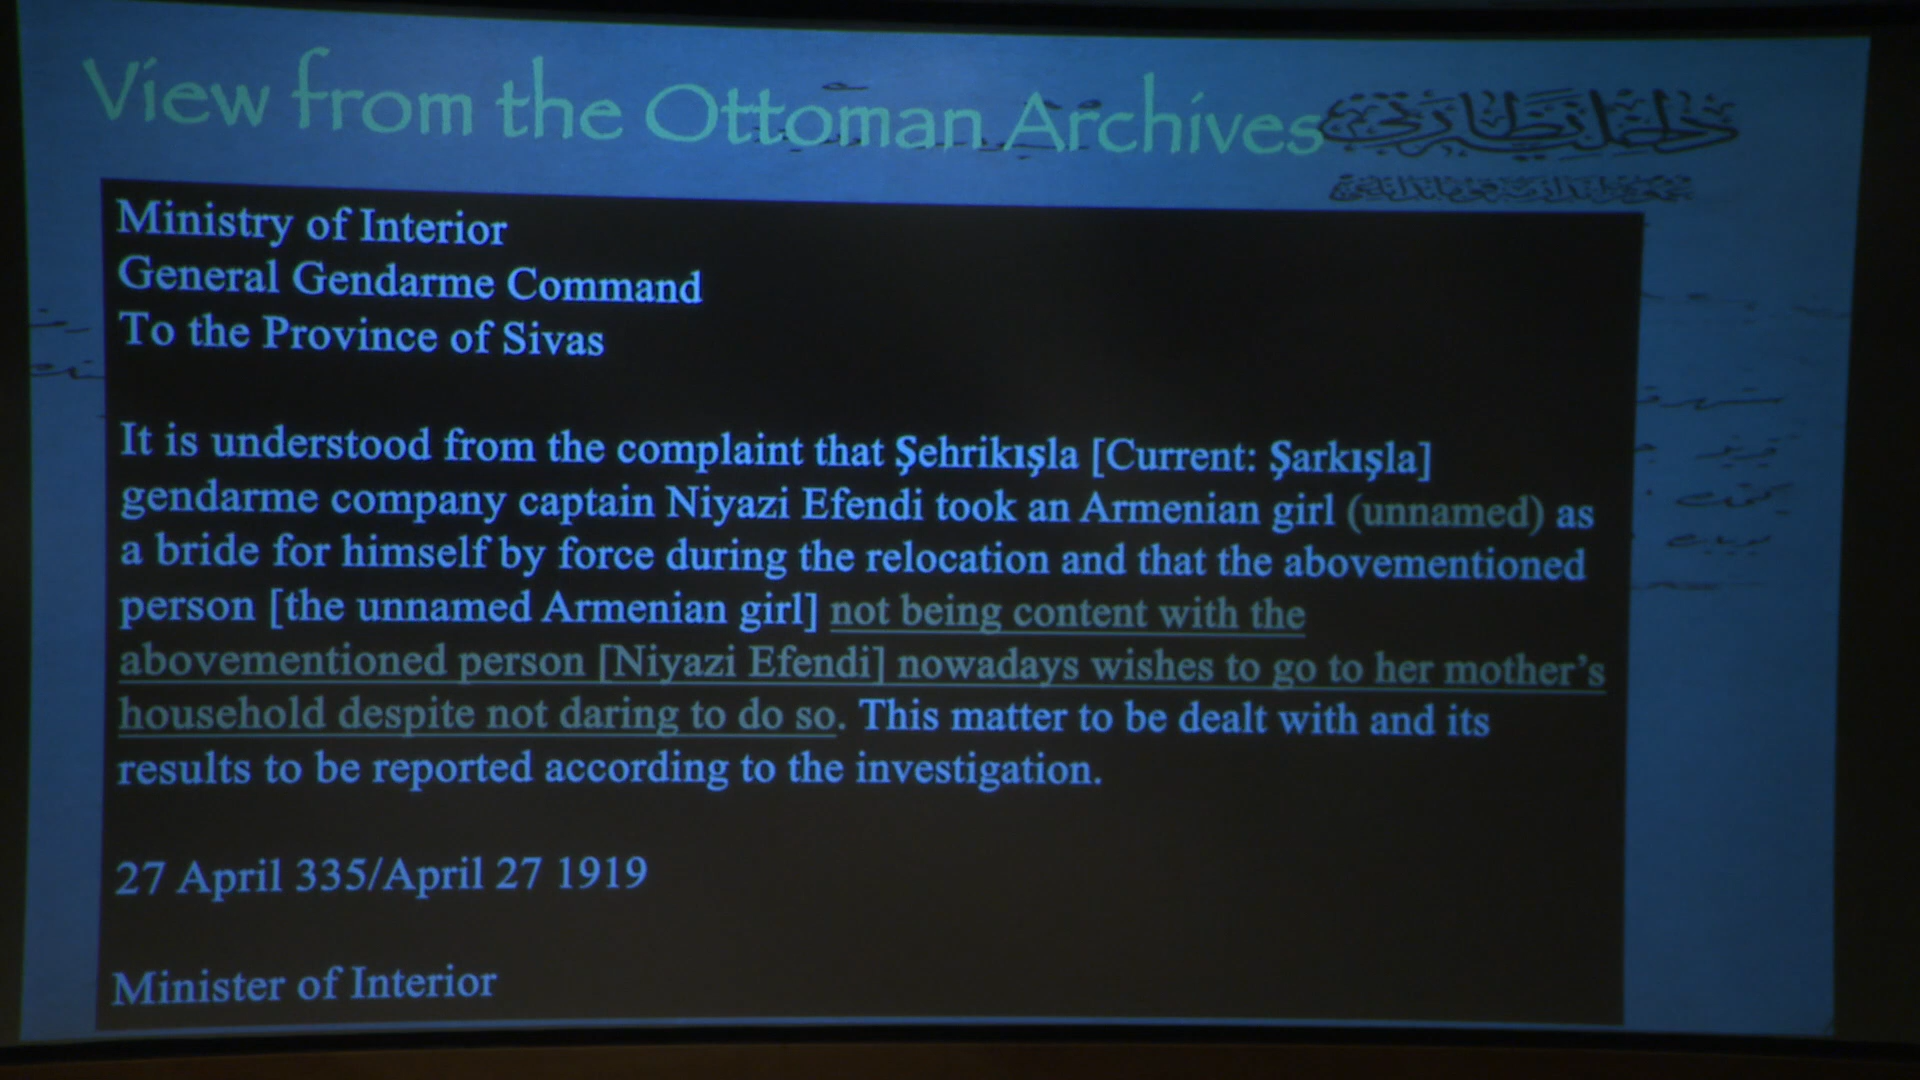 View from the Ottoman Archives
داخلیه نظارتی
Ministry of Interior
General Gendarme Command
To the Province of Sivas
It is understood from the complaint that Şehrikışla [Current: Şarkışla]
gendarme company captain Niyazi Efendi took an Armenian girl (unnamed) as
a bride for himself by force during the relocation and that the abovementioned
person [the unnamed Armenian girl] not being content with the
abovementioned person [Niyazi Efendi] nowadays wishes to go to her mother’s
household despite not daring to do so. This matter to be dealt with and its
results to be reported according to the investigation.
27 April 335/April 27 1919
Minister of Interior